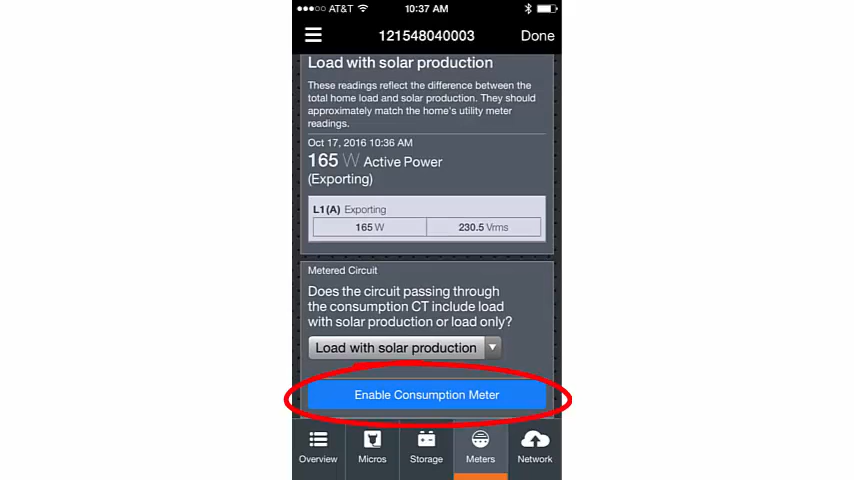 AT&T 10:37 AM
121548040003 Done
Load with solar production
These readings reflect the difference between the
total home load and solar production. They should
approximately match the home's utility meter
readings.
Oct 17, 2016 10:36 AM
165 W Active Power
(Exporting)
L1(A) Exporting
165 W 230.5 Vrms
Metered Circuit
Does the circuit passing through
the consumption CT include load
with solar production or load only?
Load with solar production
Enable Consumption Meter
Overview Micros Storage Meters Network